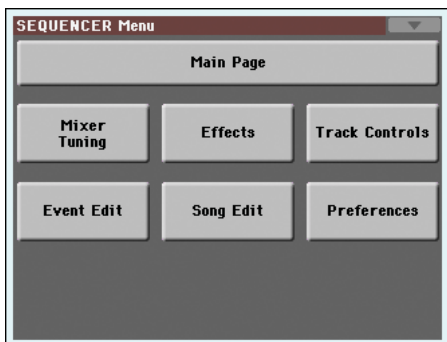 SEQUENCER Menu
Main Page
Mixer
Tuning
Effects
Track Controls
Event Edit
Song Edit
Preferences